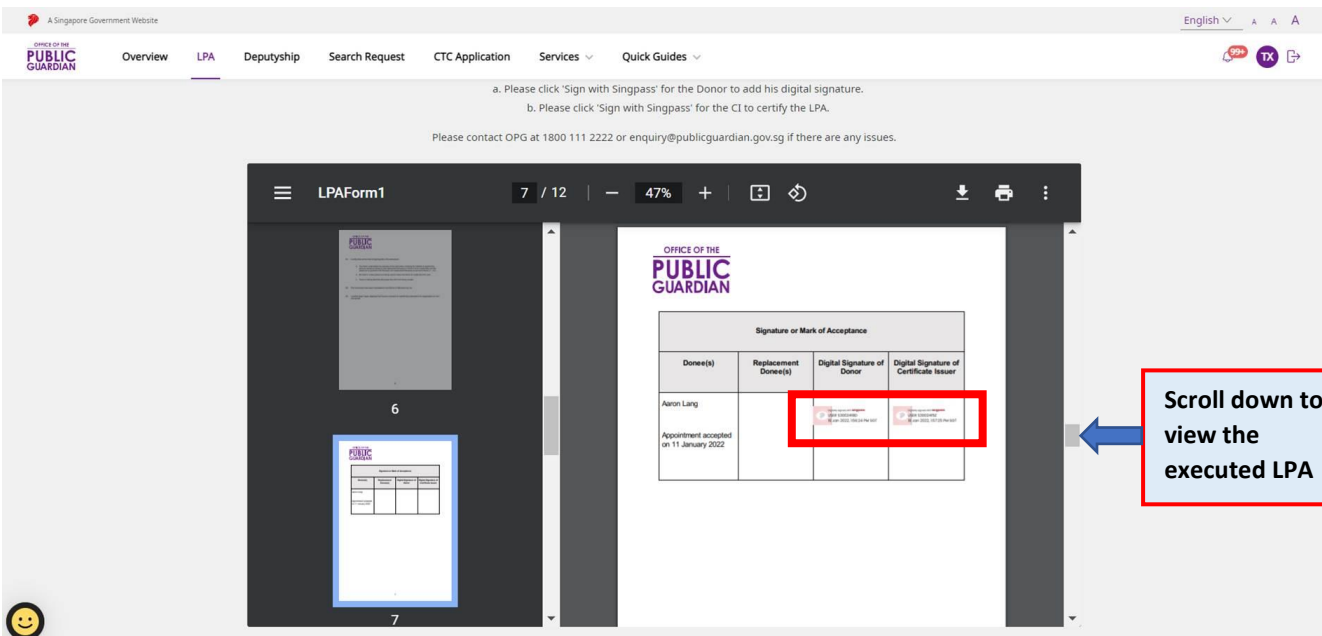 A Singapore Government Website
English
A A A
OFFICE OF THE
PUBLIC
GUARDIAN
Overview LPA Deputyship Search Request CTC Application Services Quick Guides
99+ TX
a. Please click 'Sign with Singpass' for the Donor to add his digital signature.
b. Please click 'Sign with Singpass' for the CI to certify the LPA.
Please contact OPG at 1800 111 2222 or enquiry@publicguardian.gov.sg if there are any issues.
LPAForm1 7 / 12 47%
PUBLIC
GUARDIAN
6
PUBLIC
GUARDIAN
7
OFFICE OF THE
PUBLIC
GUARDIAN
Signature or Mark of Acceptance
Donee(s) Replacement Donee(s) Digital Signature of Donor Digital Signature of Certificate Issuer
Aaron Lang
Appointment accepted
on 11 January 2022
Scroll down to
view the
executed LPA